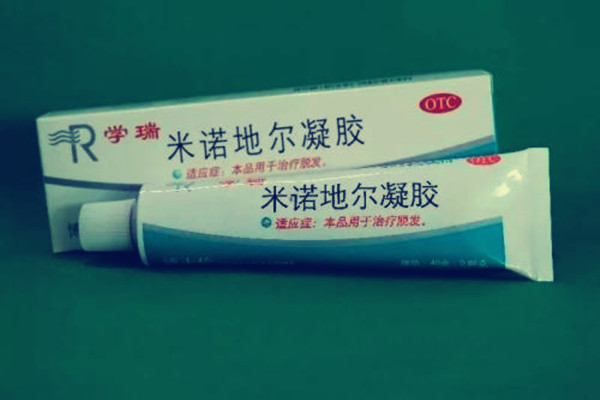 R 学瑞
OTC
米诺地尔凝胶
适应症：本品用于治疗脱发。
OTC
米诺地尔凝胶
适应症：本品用于治疗脱发。